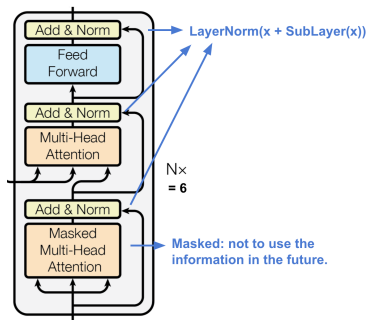 Add & Norm
LayerNorm(x + SubLayer(x))
Feed
Forward
Add & Norm
Multi-Head
Attention
N×
= 6
Add & Norm
Masked
Multi-Head
Attention
Masked: not to use the
information in the future.